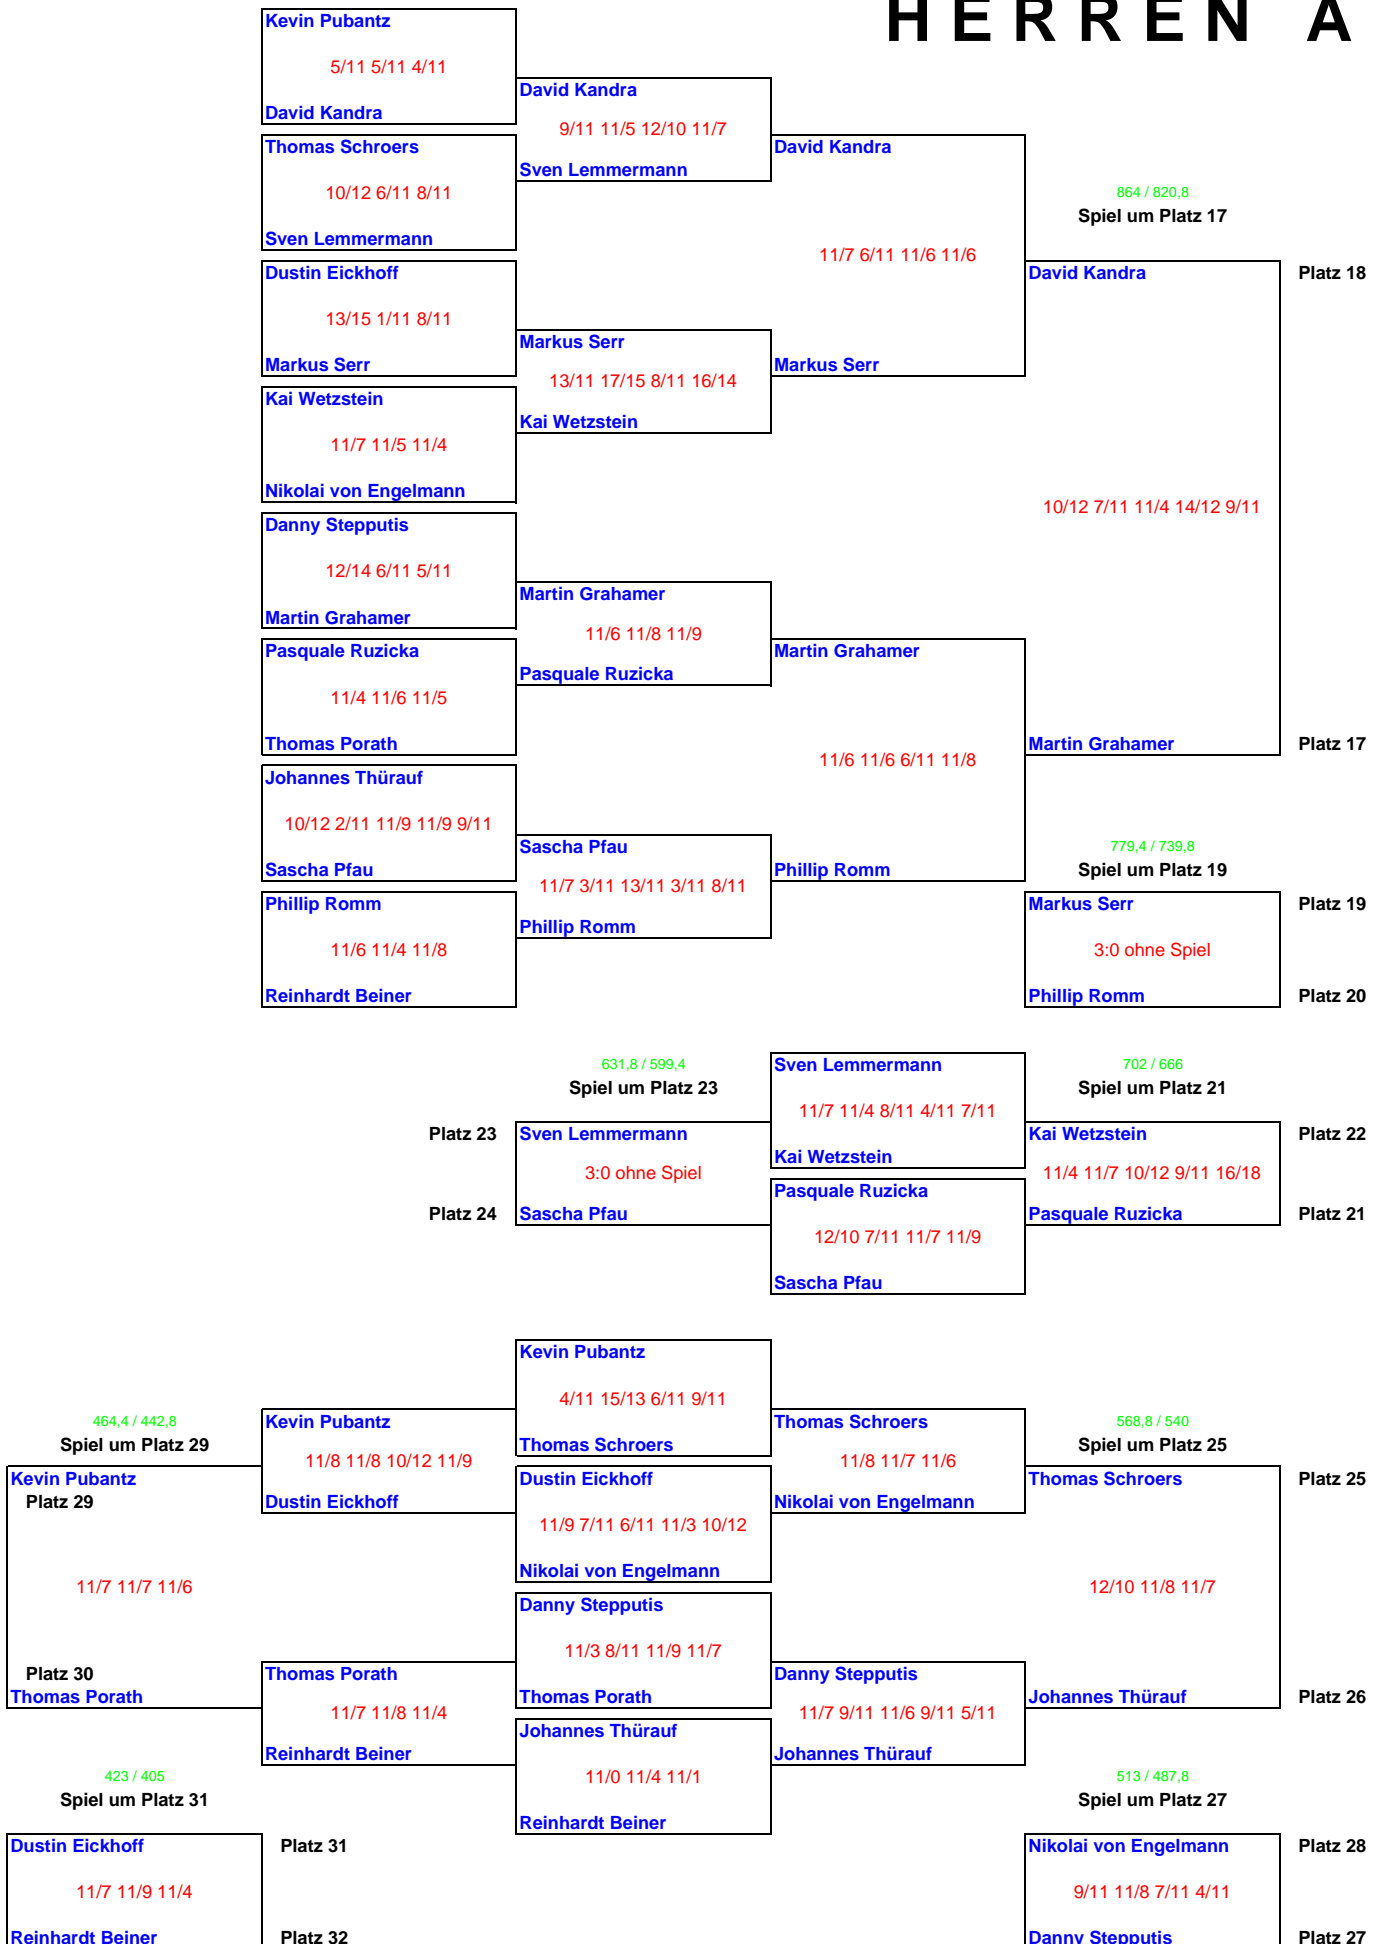 HERREN A
Kevin Pubantz
5/11 5/11 4/11
David Kandra
David Kandra
9/11 11/5 12/10 11/7
Thomas Schroers
David Kandra
Sven Lemmermann
10/12 6/11 8/11
864 / 820,8
Spiel um Platz 17
Sven Lemmermann
11/7 6/11 11/6 11/6
Dustin Eickhoff
David Kandra
Platz 18
13/15 1/11 8/11
Markus Serr
Markus Serr
Markus Serr
13/11 17/15 8/11 16/14
Kai Wetzstein
Kai Wetzstein
11/7 11/5 11/4
Nikolai von Engelmann
10/12 7/11 11/4 14/12 9/11
Danny Stepputis
12/14 6/11 5/11
Martin Grahamer
Martin Grahamer
11/6 11/8 11/9
Pasquale Ruzicka
Martin Grahamer
Pasquale Ruzicka
11/4 11/6 11/5
Thomas Porath
Martin Grahamer
Platz 17
11/6 11/6 6/11 11/8
Johannes Thürauf
10/12 2/11 11/9 11/9 9/11
Sascha Pfau
779,4 / 739,8
Sascha Pfau
Phillip Romm
Spiel um Platz 19
11/7 3/11 13/11 3/11 8/11
Phillip Romm
Markus Serr
Platz 19
Phillip Romm
11/6 11/4 11/8
3:0 ohne Spiel
Reinhardt Beiner
Phillip Romm
Platz 20
631,8 / 599,4
Sven Lemmermann
702 / 666
Spiel um Platz 23
Spiel um Platz 21
11/7 11/4 8/11 4/11 7/11
Platz 23
Sven Lemmermann
Kai Wetzstein
Platz 22
Kai Wetzstein
3:0 ohne Spiel
11/4 11/7 10/12 9/11 16/18
Pasquale Ruzicka
Platz 24
Sascha Pfau
Pasquale Ruzicka
Platz 21
12/10 7/11 11/7 11/9
Sascha Pfau
Kevin Pubantz
4/11 15/13 6/11 9/11
464,4 / 442,8
Kevin Pubantz
Thomas Schroers
568,8 / 540
Spiel um Platz 29
Thomas Schroers
Spiel um Platz 25
11/8 11/8 10/12 11/9
11/8 11/7 11/6
Kevin Pubantz
Dustin Eickhoff
Thomas Schroers
Platz 25
Platz 29
Dustin Eickhoff
Nikolai von Engelmann
11/9 7/11 6/11 11/3 10/12
Nikolai von Engelmann
11/7 11/7 11/6
12/10 11/8 11/7
Danny Stepputis
11/3 8/11 11/9 11/7
Platz 30
Thomas Porath
Danny Stepputis
Thomas Porath
Thomas Porath
Johannes Thürauf
Platz 26
11/7 11/8 11/4
11/7 9/11 11/6 9/11 5/11
Johannes Thürauf
Reinhardt Beiner
Johannes Thürauf
423 / 405
11/0 11/4 11/1
513 / 487,8
Spiel um Platz 31
Spiel um Platz 27
Reinhardt Beiner
Dustin Eickhoff
Platz 31
Nikolai von Engelmann
Platz 28
11/7 11/9 11/4
9/11 11/8 7/11 4/11
Reinhardt Beiner
Platz 32
Danny Stepputis
Platz 27